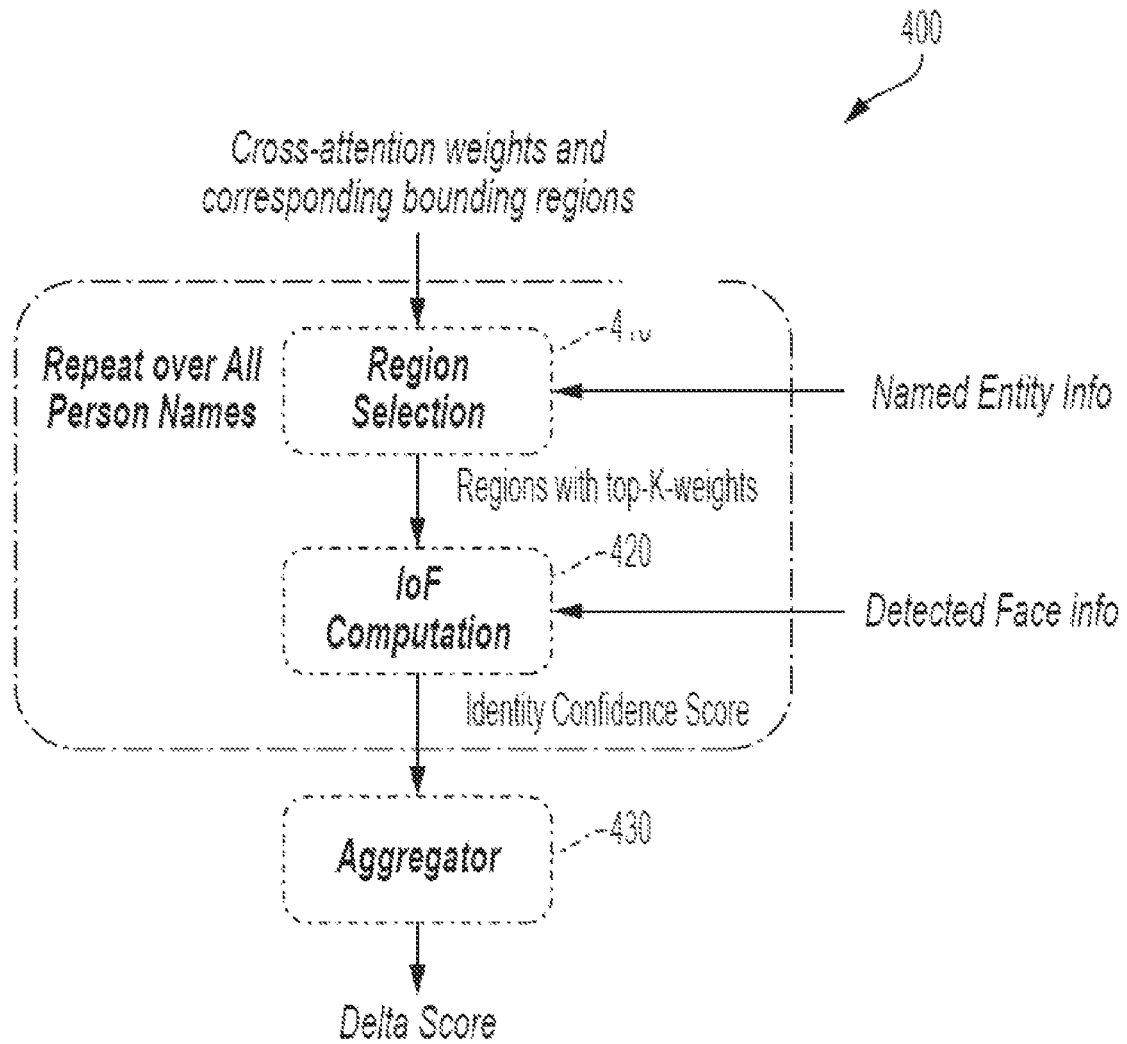 400
Cross-attention weights and
corresponding bounding regions
Repeat over All
Person Names
Region
Selection
Named Entity Info
Regions with top-K-weights
420
IoF
Computation
Detected Face info
Identity Confidence Score
430
Aggregator
Delta Score